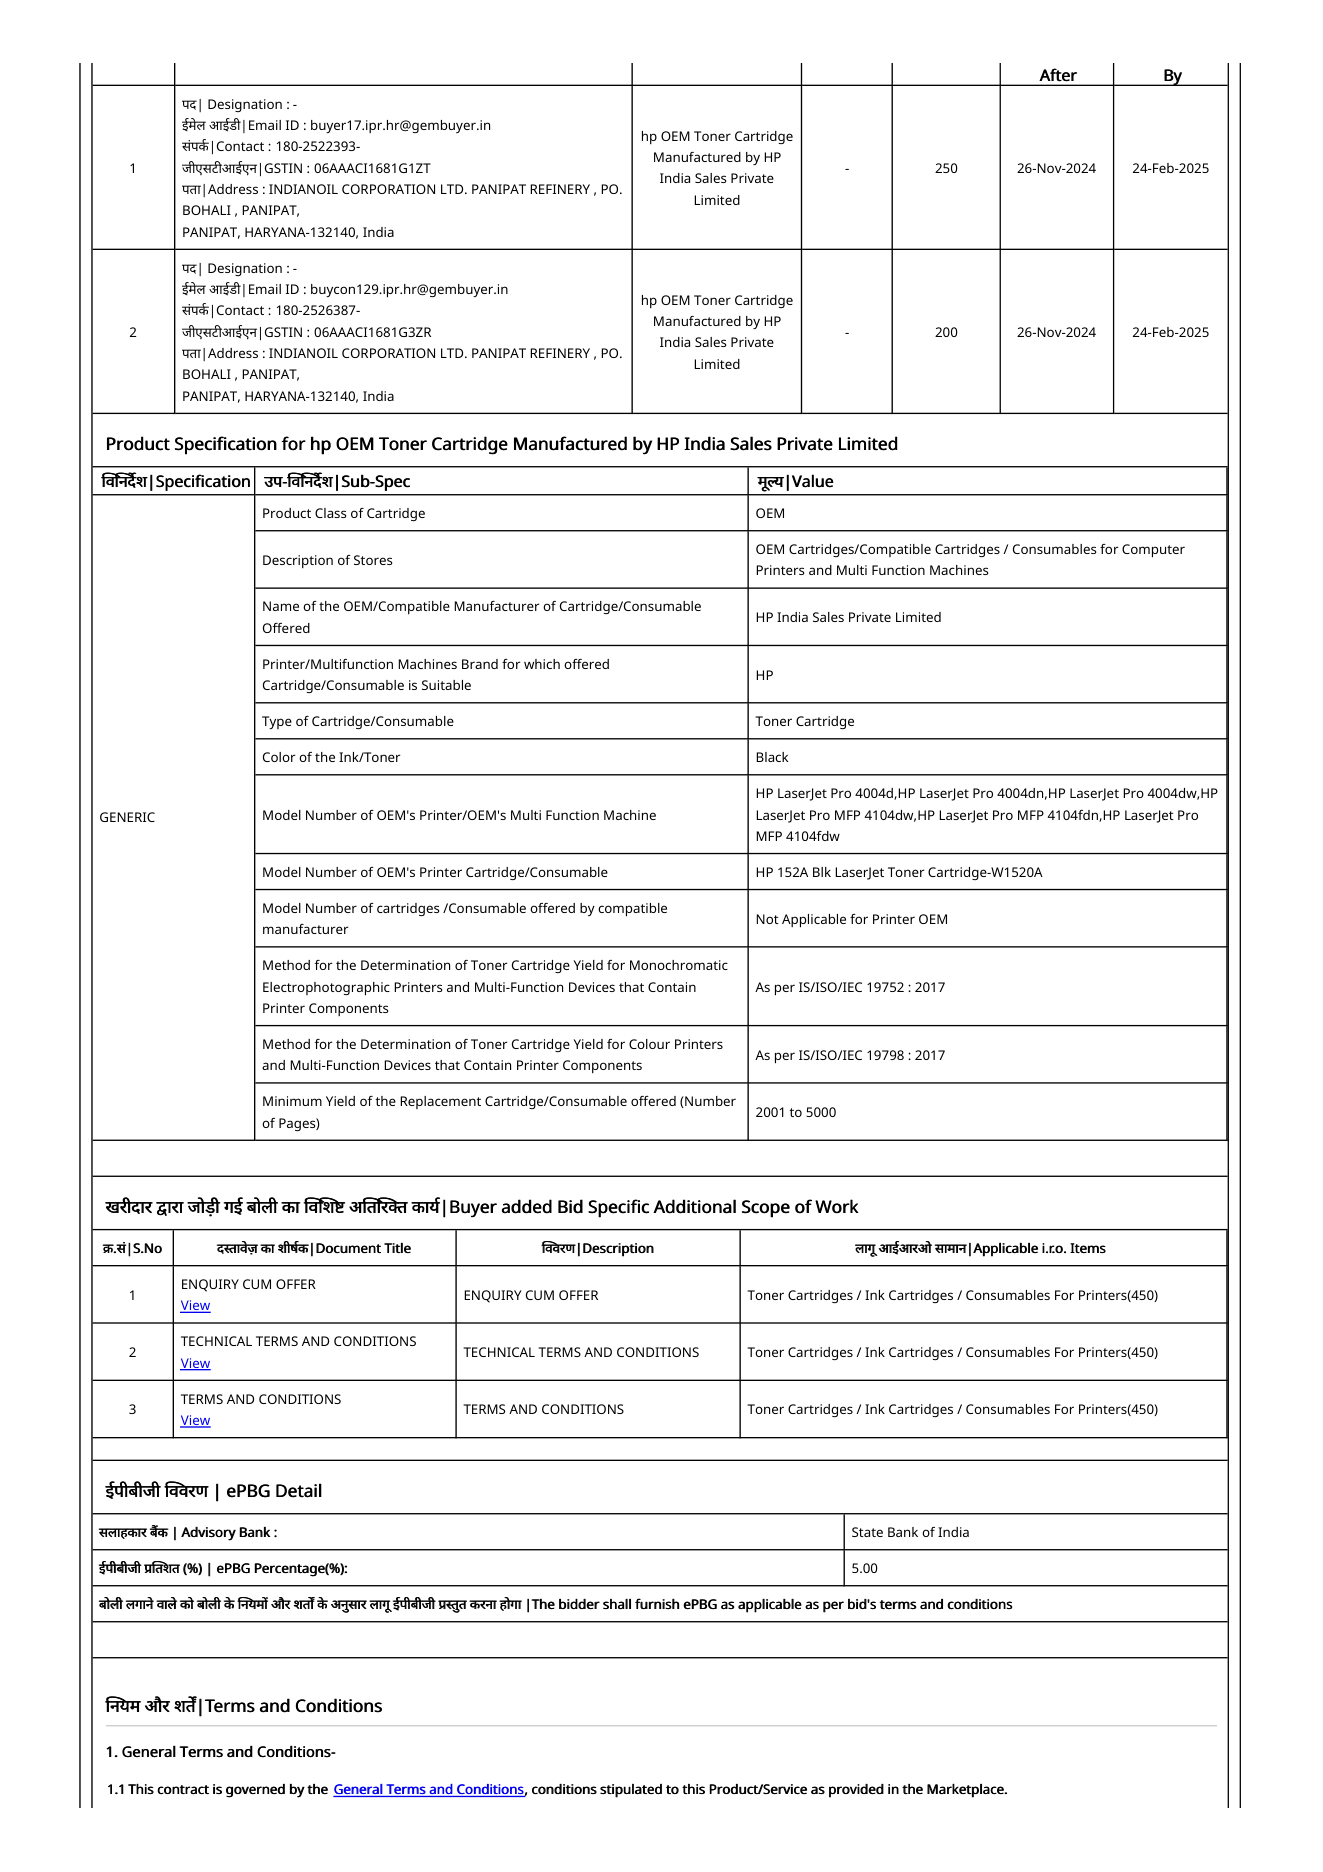 After By
पद| Designation : -
ईमेल आईडी|Email ID : buyer17.ipr.hr@gembuyer.in
संपर्क|Contact : 180-2522393-
जीएसटीआईएन|GSTIN : 06AAACI1681G1ZT
पता|Address : INDIANOIL CORPORATION LTD. PANIPAT REFINERY , PO.
BOHALI , PANIPAT,
PANIPAT, HARYANA-132140, India
1
hp OEM Toner Cartridge
Manufactured by HP
India Sales Private
Limited
-
250
26-Nov-2024
24-Feb-2025
पद| Designation : -
ईमेल आईडी|Email ID : buycon129.ipr.hr@gembuyer.in
संपर्क|Contact : 180-2526387-
जीएसटीआईएन|GSTIN : 06AAACI1681G3ZR
पता|Address : INDIANOIL CORPORATION LTD. PANIPAT REFINERY , PO.
BOHALI , PANIPAT,
PANIPAT, HARYANA-132140, India
2
hp OEM Toner Cartridge
Manufactured by HP
India Sales Private
Limited
-
200
26-Nov-2024
24-Feb-2025
Product Specification for hp OEM Toner Cartridge Manufactured by HP India Sales Private Limited
विनिर्देश|Specification उप-विनिर्देश|Sub-Spec मूल्य|Value
GENERIC
Product Class of Cartridge OEM
Description of Stores
OEM Cartridges/Compatible Cartridges / Consumables for Computer
Printers and Multi Function Machines
Name of the OEM/Compatible Manufacturer of Cartridge/Consumable
Offered
HP India Sales Private Limited
Printer/Multifunction Machines Brand for which offered
Cartridge/Consumable is Suitable
HP
Type of Cartridge/Consumable Toner Cartridge
Color of the Ink/Toner Black
Model Number of OEM's Printer/OEM's Multi Function Machine
HP LaserJet Pro 4004d,HP LaserJet Pro 4004dn,HP LaserJet Pro 4004dw,HP
LaserJet Pro MFP 4104dw,HP LaserJet Pro MFP 4104fdn,HP LaserJet Pro
MFP 4104fdw
Model Number of OEM's Printer Cartridge/Consumable HP 152A Blk LaserJet Toner Cartridge-W1520A
Model Number of cartridges /Consumable offered by compatible
manufacturer
Not Applicable for Printer OEM
Method for the Determination of Toner Cartridge Yield for Monochromatic
Electrophotographic Printers and Multi-Function Devices that Contain
Printer Components
As per IS/ISO/IEC 19752 : 2017
Method for the Determination of Toner Cartridge Yield for Colour Printers
and Multi-Function Devices that Contain Printer Components
As per IS/ISO/IEC 19798 : 2017
Minimum Yield of the Replacement Cartridge/Consumable offered (Number
of Pages)
2001 to 5000
खरीदार द्वारा जोड़ी गई बोली का विशिष्ट अतिरिक्त कार्य|Buyer added Bid Specific Additional Scope of Work
क्र.सं|S.No दस्तावेज़ का शीर्षक|Document Title विवरण|Description लागू आईआरओ सामान|Applicable i.r.o. Items
1
ENQUIRY CUM OFFER
View
ENQUIRY CUM OFFER
Toner Cartridges / Ink Cartridges / Consumables For Printers(450)
2
TECHNICAL TERMS AND CONDITIONS
View
TECHNICAL TERMS AND CONDITIONS
Toner Cartridges / Ink Cartridges / Consumables For Printers(450)
3
TERMS AND CONDITIONS
View
TERMS AND CONDITIONS
Toner Cartridges / Ink Cartridges / Consumables For Printers(450)
ईपीबीजी विवरण | ePBG Detail
सलाहकार बैंक | Advisory Bank : State Bank of India
ईपीबीजी प्रतिशत (%) | ePBG Percentage(%): 5.00
बोली लगाने वाले को बोली के नियमों और शर्तों के अनुसार लागू ईपीबीजी प्रस्तुत करना होगा |The bidder shall furnish ePBG as applicable as per bid's terms and conditions
नियम और शर्तें|Terms and Conditions
1. General Terms and Conditions-
1.1 This contract is governed by the General Terms and Conditions, conditions stipulated to this Product/Service as provided in the Marketplace.